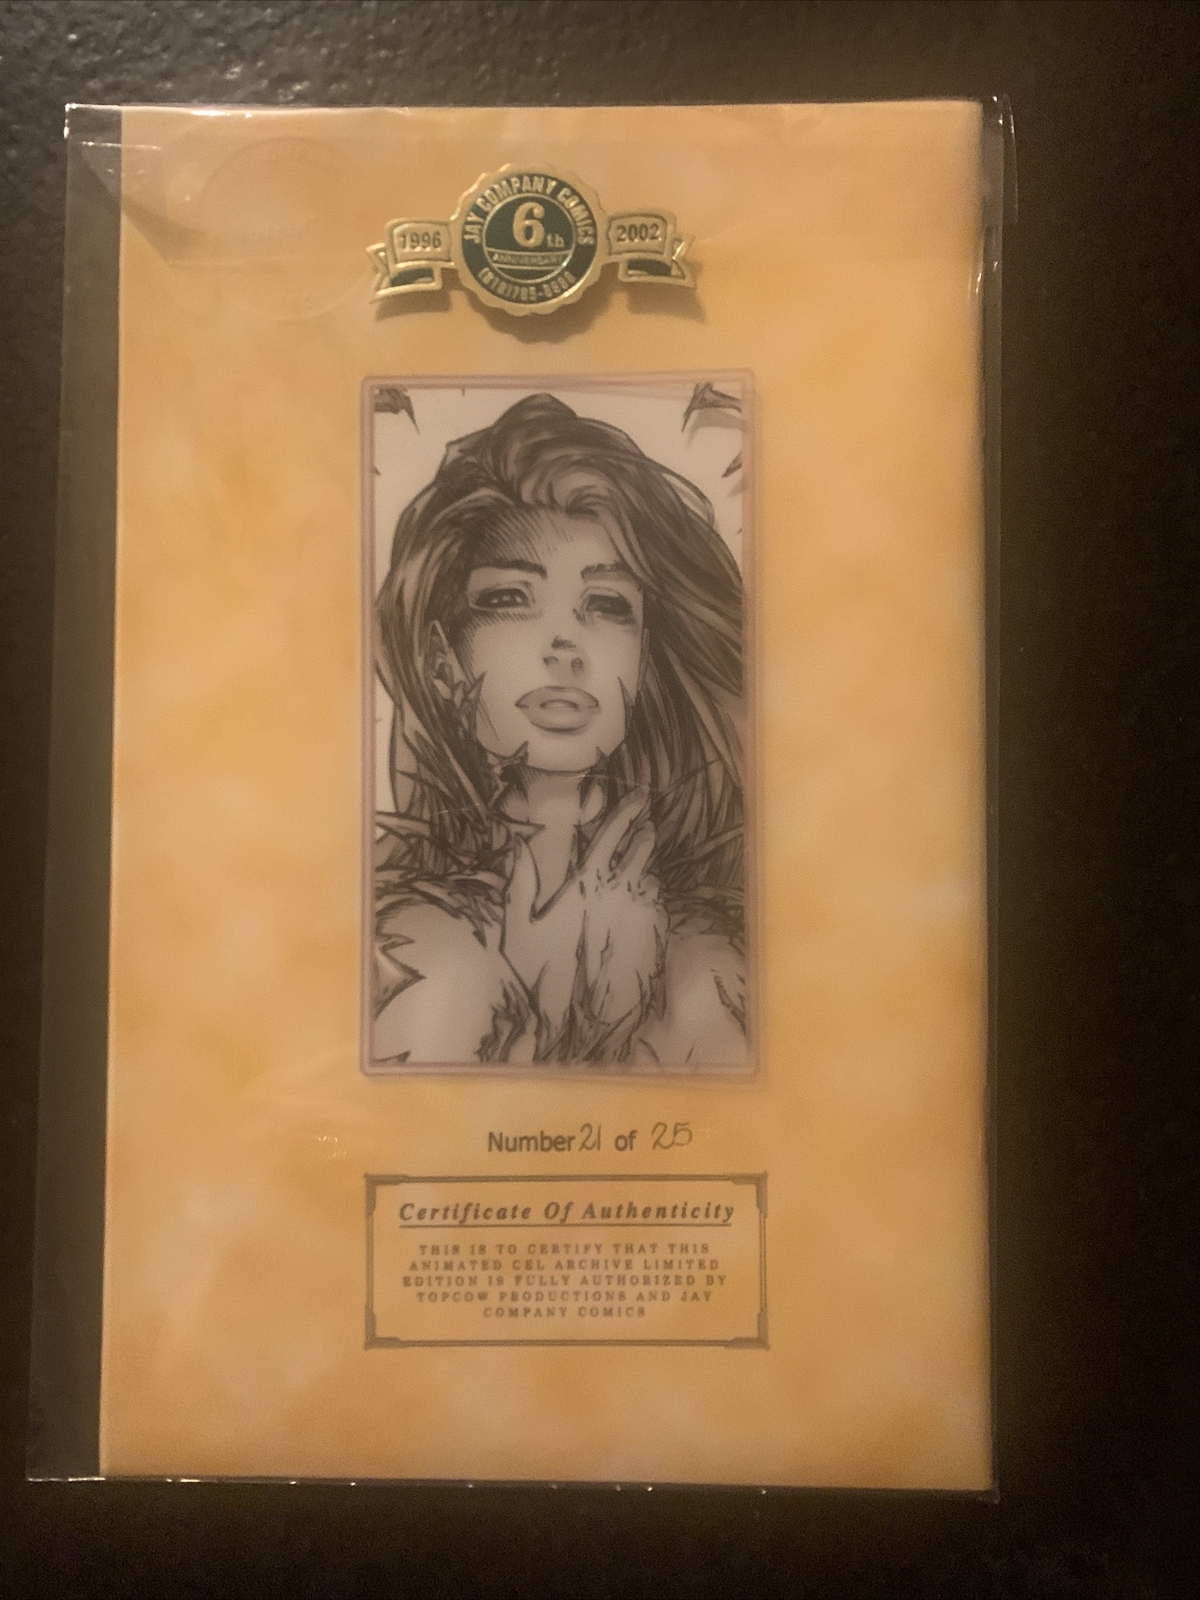 JAY COMPANY COMICS
1996
6th
2002
ANNIVERSARY
Number 21 of 25
Certificate Of Authenticity
THIS IS TO CERTIFY THAT THIS
ANIMATED CEL ARCHIVE LIMITED
EDITION IS FULLY AUTHORIZED BY
TOPCOW PRODUCTIONS AND JAY
COMPANY COMICS